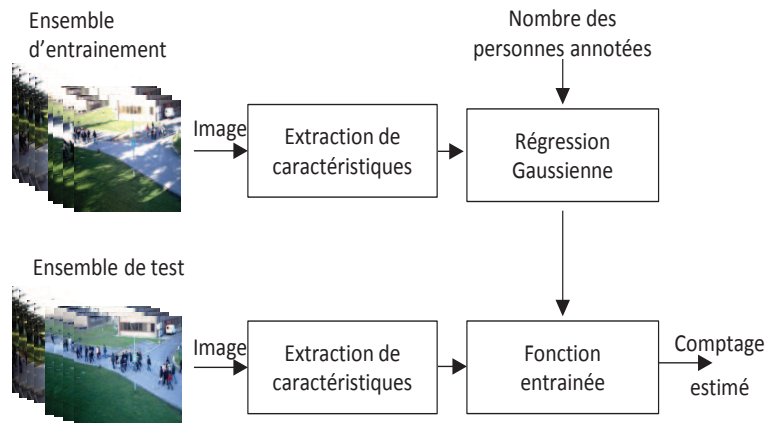 Ensemble
d’entrainement
Nombre des
personnes annotées
Image
Extraction de
caractéristiques
Régression
Gaussienne
Ensemble de test
Image
Extraction de
caractéristiques
Fonction
entrainée
Comptage
estimé